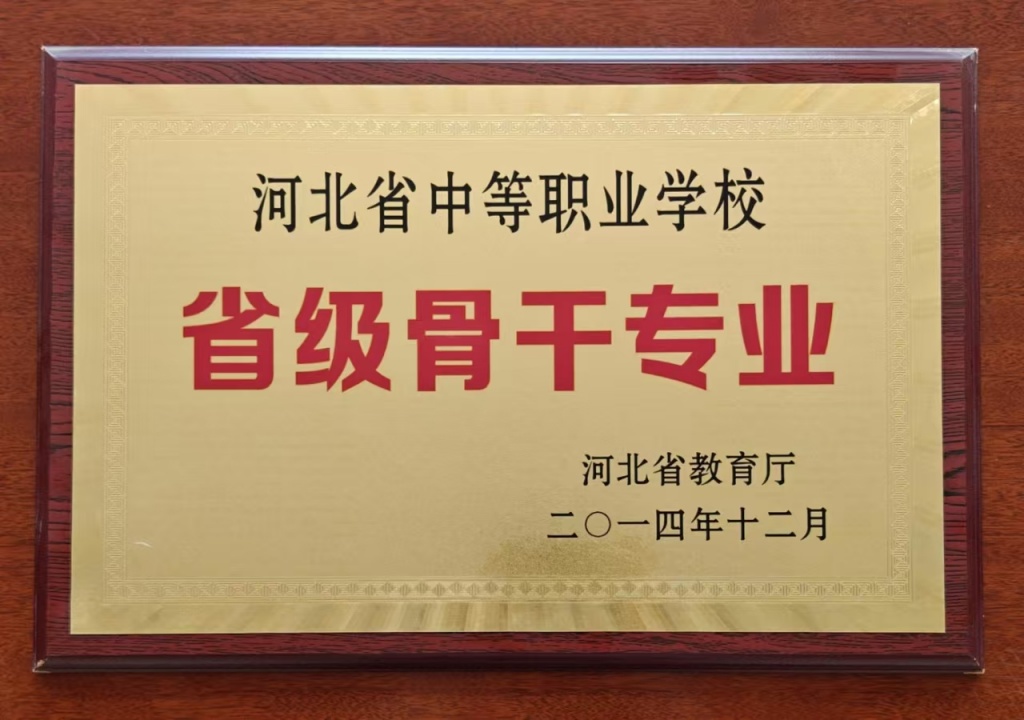 河北省中等职业学校
省级骨干专业
河北省教育厅
二〇一四年十二月